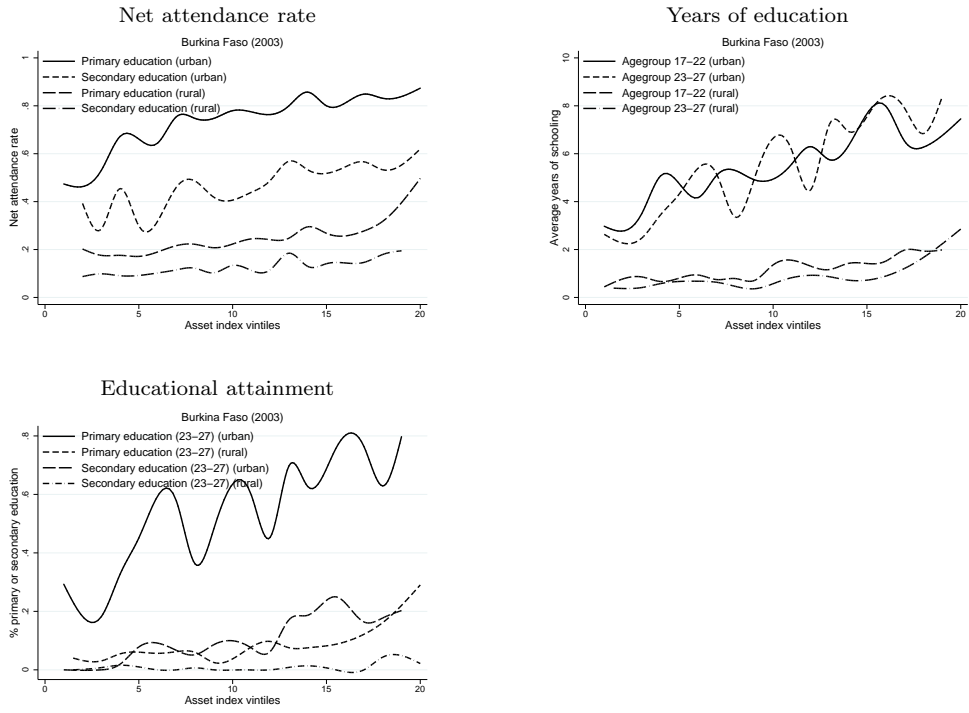 Net attendance rate
Burkina Faso (2003)
Primary education (urban)
Secondary education (urban)
Primary education (rural)
Secondary education (rural)
Net attendance rate
1
.8
.6
.4
.2
0
0 5 10 15 20
Asset index vintiles
Years of education
Burkina Faso (2003)
Agegroup 17–22 (urban)
Agegroup 23–27 (urban)
Agegroup 17–22 (rural)
Agegroup 23–27 (rural)
Average years of schooling
10
8
6
4
2
0
0 5 10 15 20
Asset index vintiles
Educational attainment
Burkina Faso (2003)
Primary education (23–27) (urban)
Primary education (23–27) (rural)
Secondary education (23–27) (urban)
Secondary education (23–27) (rural)
% primary or secondary education
.8
.6
.4
.2
0
0 5 10 15 20
Asset index vintiles